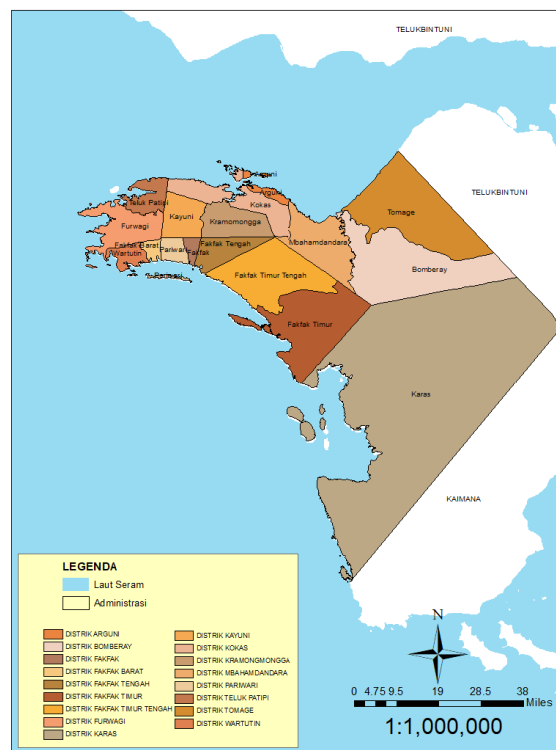 TELUKBINTUNI
TELUKBINTUNI
Arguni
Arguni
Teluk Patipi
Kokas
Tomage
Furwagi
Kayuni
Kramomongga
Mbahamdandara
Fakfak Barat
Pariwari
Fakfak
Fakfak Tengah
Wartutin
Pariwari
Bomberay
Fakfak Timur Tengah
Fakfak Timur
Karas
KAIMANA
LEGENDA
Laut Seram
Administrasi
DISTRIK ARGUNI
DISTRIK BOMBERAY
DISTRIK FAKFAK
DISTRIK FAKFAK BARAT
DISTRIK FAKFAK TENGAH
DISTRIK FAKFAK TIMUR
DISTRIK FAKFAK TIMUR TENGAH
DISTRIK FURWAGI
DISTRIK KARAS
DISTRIK KAYUNI
DISTRIK KOKAS
DISTRIK KRAMONGMONGGA
DISTRIK MBAHAMDANDARA
DISTRIK PARIWARI
DISTRIK TELUK PATIPI
DISTRIK TOMAGE
DISTRIK WARTUTIN
N
0 4.75 9.5 19 28.5 38
Miles
1:1,000,000